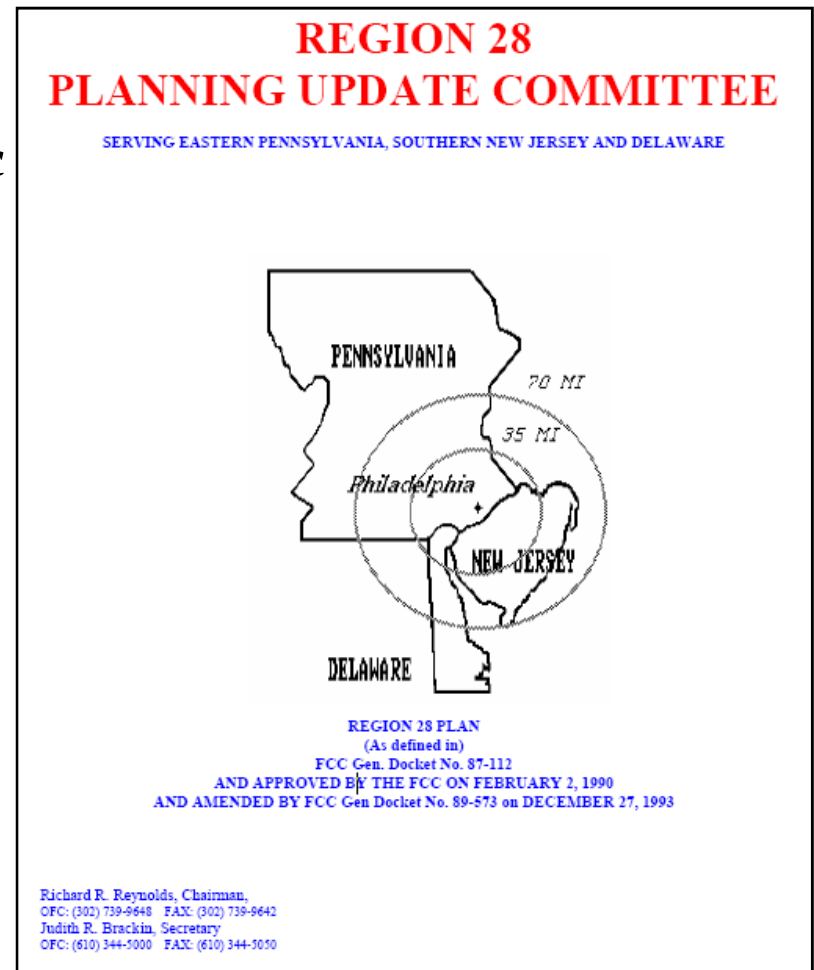 REGION 28
PLANNING UPDATE COMMITTEE
SERVING EASTERN PENNSYLVANIA, SOUTHERN NEW JERSEY AND DELAWARE
PENNSYLVANIA
70 MI
35 MI
Philadelphia
NEW JERSEY
DELAWARE
REGION 28 PLAN
(As defined in)
FCC Gen. Docket No. 87-112
AND APPROVED BY THE FCC ON FEBRUARY 2, 1990
AND AMENDED BY FCC Gen Docket No. 89-573 on DECEMBER 27, 1993
Richard R. Reynolds, Chairman,
OFC: (302) 739-9648 FAX: (302) 739-9642
Judith R. Brackin, Secretary
OFC: (610) 344-5000 FAX: (610) 344-5050